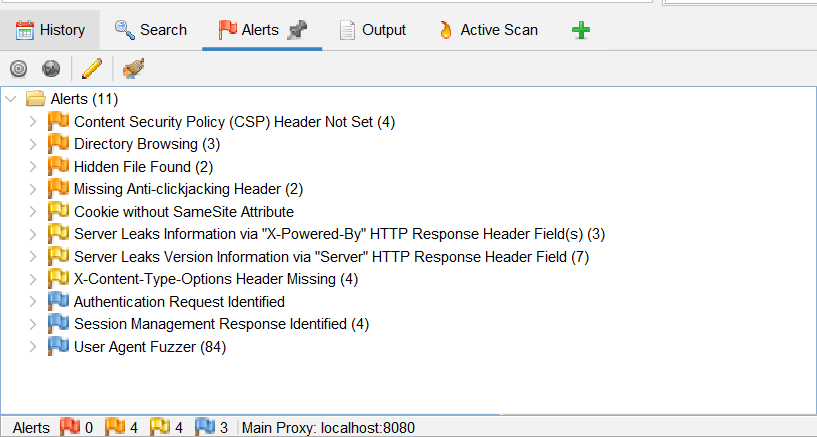 History Search Alerts Output Active Scan
Alerts (11)
Content Security Policy (CSP) Header Not Set (4)
Directory Browsing (3)
Hidden File Found (2)
Missing Anti-clickjacking Header (2)
Cookie without SameSite Attribute
Server Leaks Information via "X-Powered-By" HTTP Response Header Field(s) (3)
Server Leaks Version Information via "Server" HTTP Response Header Field (7)
X-Content-Type-Options Header Missing (4)
Authentication Request Identified
Session Management Response Identified (4)
User Agent Fuzzer (84)
Alerts 0 4 4 3 Main Proxy: localhost:8080